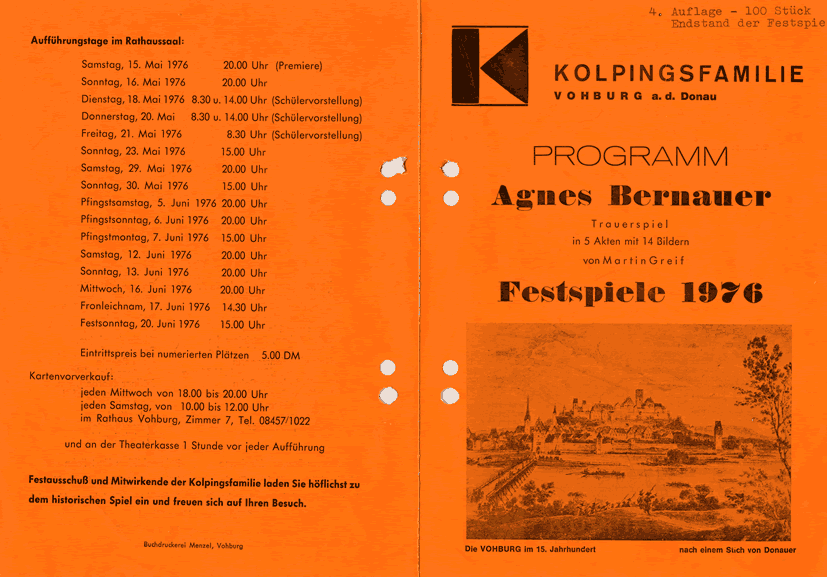 Aufführungstage im Rathaussaal:
Samstag, 15. Mai 1976 20.00 Uhr (Premiere)
Sonntag, 16. Mai 1976 20.00 Uhr
Dienstag, 18. Mai 1976 8.30 u. 14.00 Uhr (Schülervorstellung)
Donnerstag, 20. Mai 8.30 u. 14.00 Uhr (Schülervorstellung)
Freitag, 21. Mai 1976 8.30 Uhr (Schülervorstellung)
Sonntag, 23. Mai 1976 15.00 Uhr
Samstag, 29. Mai 1976 20.00 Uhr
Sonntag, 30. Mai 1976 15.00 Uhr
Pfingstsamstag, 5. Juni 1976 20.00 Uhr
Pfingstsonntag, 6. Juni 1976 20.00 Uhr
Pfingstmontag, 7. Juni 1976 15.00 Uhr
Samstag, 12. Juni 1976 20.00 Uhr
Sonntag, 13. Juni 1976 20.00 Uhr
Mittwoch, 16. Juni 1976 20.00 Uhr
Fronleichnam, 17. Juni 1976 14.30 Uhr
Festsonntag, 20. Juni 1976 15.00 Uhr
Eintrittspreis bei numerierten Plätzen 5.00 DM
Kartenvorverkauf:
jeden Mittwoch von 18.00 bis 20.00 Uhr
jeden Samstag, von 10.00 bis 12.00 Uhr
im Rathaus Vohburg, Zimmer 7, Tel. 08457/1022
und an der Theaterkasse 1 Stunde vor jeder Aufführung
Festausschuß und Mitwirkende der Kolpingsfamilie laden Sie höflichst zu
dem historischen Spiel ein und freuen sich auf Ihren Besuch.
Buchdruckerei Menzel, Vohburg
4. Auflage - 100 Stück
Endstand der Festspie
KOLPINGSFAMILIE
VOHBURG a. d. Donau
PROGRAMM
Agnes Bernauer
Trauerspiel
in 5 Akten mit 14 Bildern
von Martin Greif
Festspiele 1976
Die VOHBURG im 15. Jahrhundert
nach einem Stich von Donauer